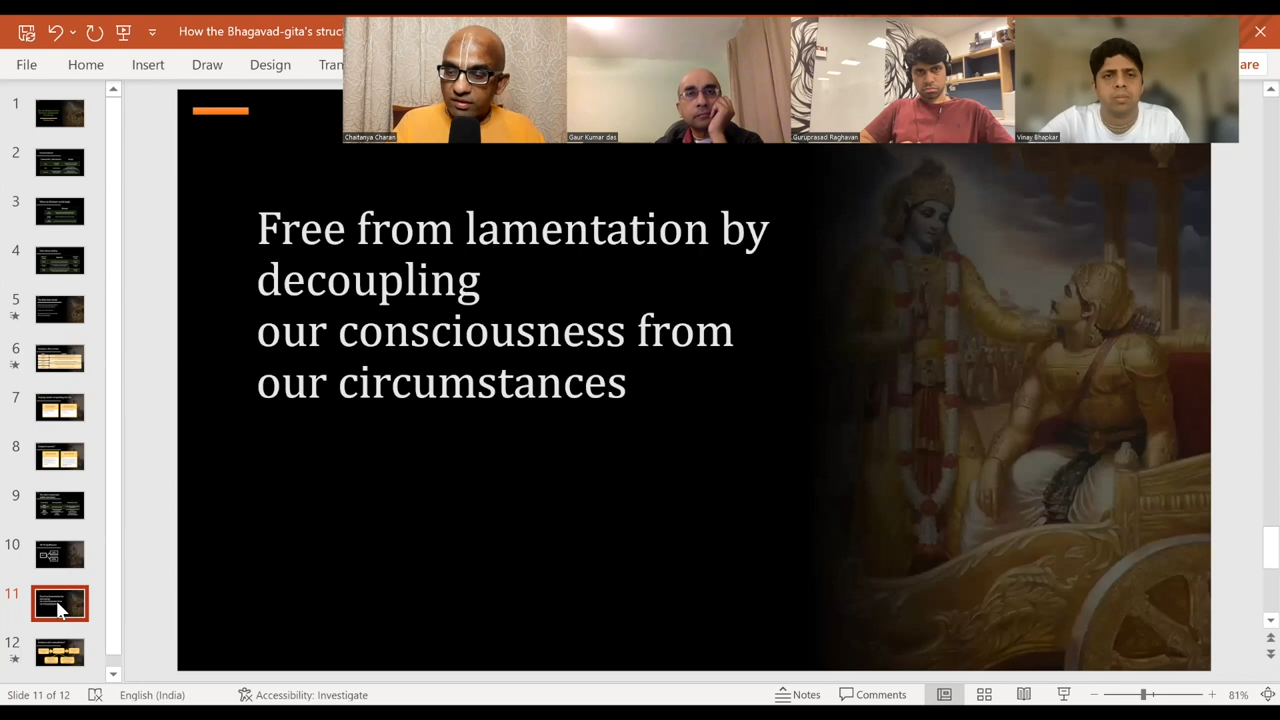 How the Bhagavad-gita's struct
File
Home
Insert
Draw
Design
Tran
are
Chaitanya Charan
Gaur Kumar das
Guruprasad Raghavan
Vinay Bhapkar
1
2
3
4
5
6
7
8
9
10
11
12
Free from lamentation by
decoupling
our consciousness from
our circumstances
Slide 11 of 12
English (India)
Accessibility: Investigate
Notes
Comments
81%